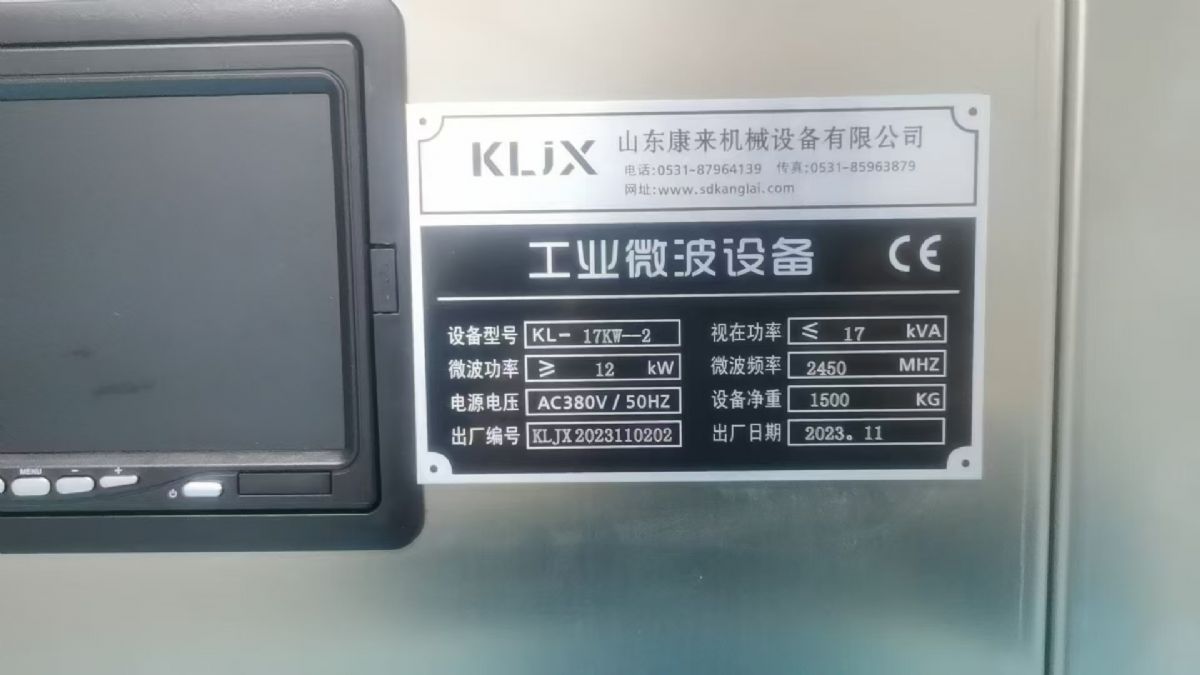 KLJX 山东康来机械设备有限公司
电话:0531-87964139 传真:0531-85963879
网址:www.sdkanglai.com
工业微波设备 CE
设备型号 KL- 17KW--2 视在功率 ≤ 17 kVA
微波功率 ≥ 12 kW 微波频率 2450 MHZ
电源电压 AC380V / 50HZ 设备净重 1500 KG
出厂编号 KLJX2023110202 出厂日期 2023。11
MENU - +